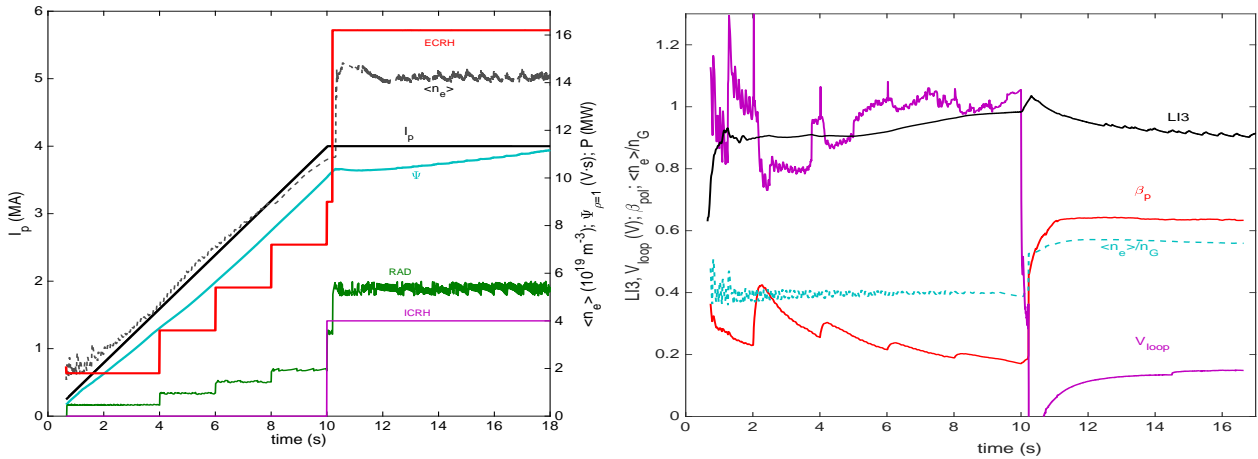 6
5
4
3
2
1
0
I_p (MA)
0 2 4 6 8 10 12 14 16 18
time (s)
16
14
12
10
8
6
4
2
0
<n_e> (10^19 m^-3); Ψ_ρ=1 (V·s); P (MW)
ECRH
<n_e>
I_p
Ψ
RAD
ICRH
1.2
1
0.8
0.6
0.4
0.2
0
LI3, V_loop (V); β_pol; <n_e>/n_G
0 2 4 6 8 10 12 14 16
time (s)
LI3
β_p
<n_e>/n_G
V_loop